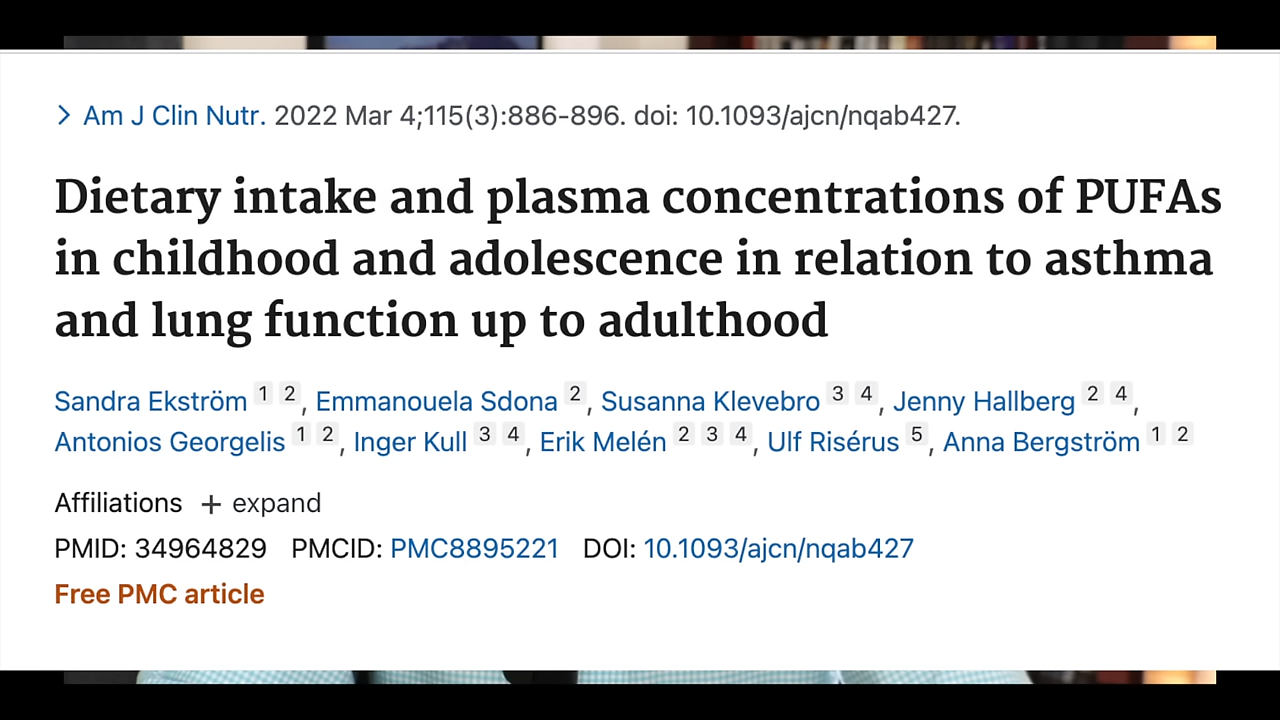 > Am J Clin Nutr. 2022 Mar 4;115(3):886-896. doi: 10.1093/ajcn/nqab427.
Dietary intake and plasma concentrations of PUFAs
in childhood and adolescence in relation to asthma
and lung function up to adulthood
Sandra Ekström 1 2, Emmanouela Sdona 2, Susanna Klevebro 3 4, Jenny Hallberg 2 4,
Antonios Georgelis 1 2, Inger Kull 3 4, Erik Melén 2 3 4, Ulf Risérus 5, Anna Bergström 1 2
Affiliations + expand
PMID: 34964829 PMCID: PMC8895221 DOI: 10.1093/ajcn/nqab427
Free PMC article